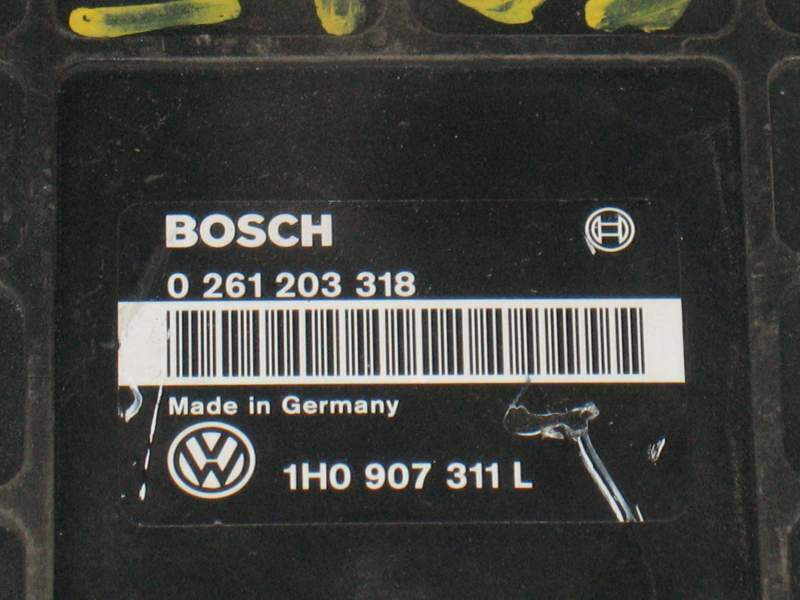 BOSCH
0 261 203 318
Made in Germany
1H0 907 311 L